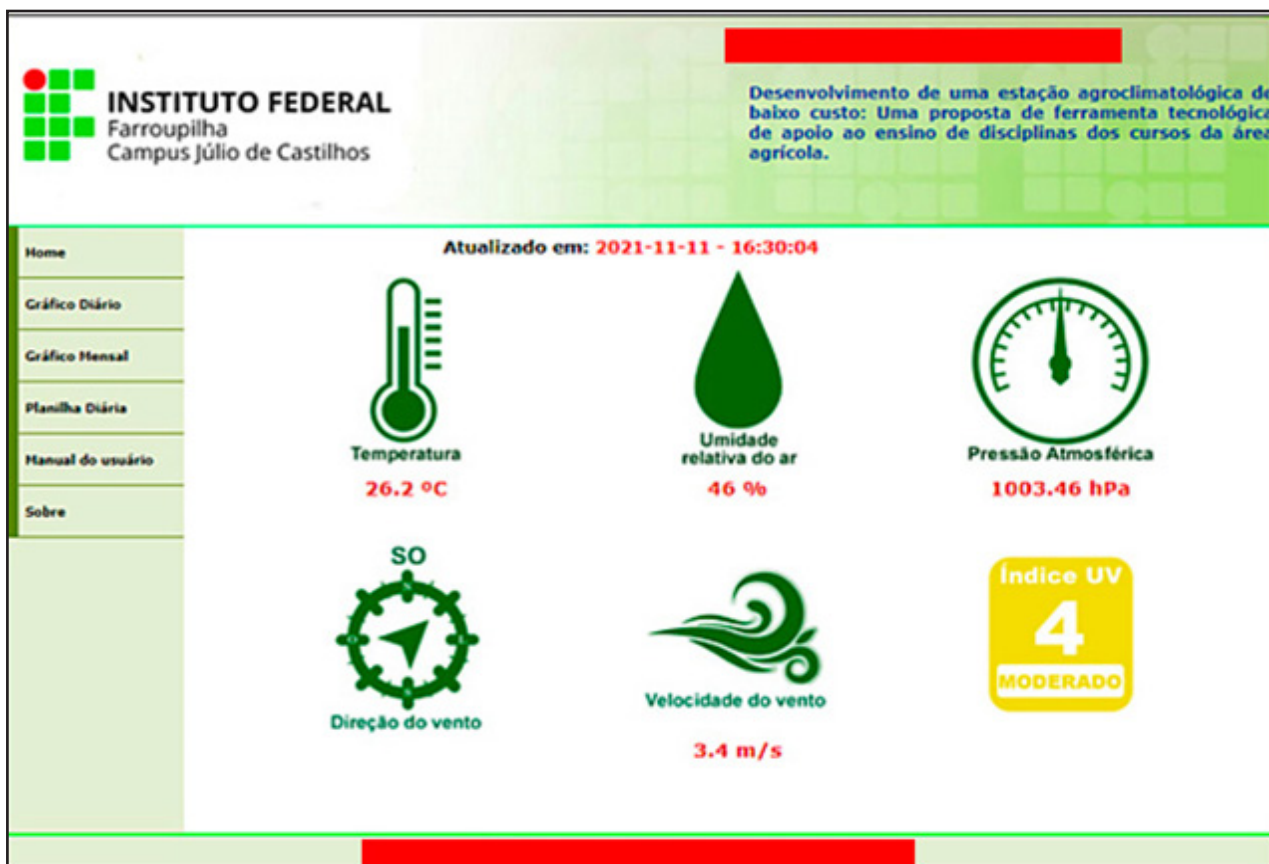 INSTITUTO FEDERAL
Farroupilha
Campus Júlio de Castilhos
Desenvolvimento de uma estação agroclimatológica de
baixo custo: Uma proposta de ferramenta tecnológica
de apoio ao ensino de disciplinas dos cursos da área
agrícola.
Home
Gráfico Diário
Gráfico Mensal
Planilha Diária
Manual do usuário
Sobre
Atualizado em: 2021-11-11 - 16:30:04
Temperatura
26.2 ºC
Umidade
relativa do ar
46 %
Pressão Atmosférica
1003.46 hPa
SO
Direção do vento
Velocidade do vento
3.4 m/s
Índice UV
4
MODERADO